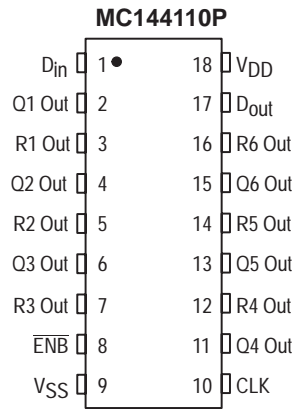 MC144110P
Din 1 18 VDD
Q1 Out 2 17 Dout
R1 Out 3 16 R6 Out
Q2 Out 4 15 Q6 Out
R2 Out 5 14 R5 Out
Q3 Out 6 13 Q5 Out
R3 Out 7 12 R4 Out
E̅N̅B̅ 8 11 Q4 Out
VSS 9 10 CLK